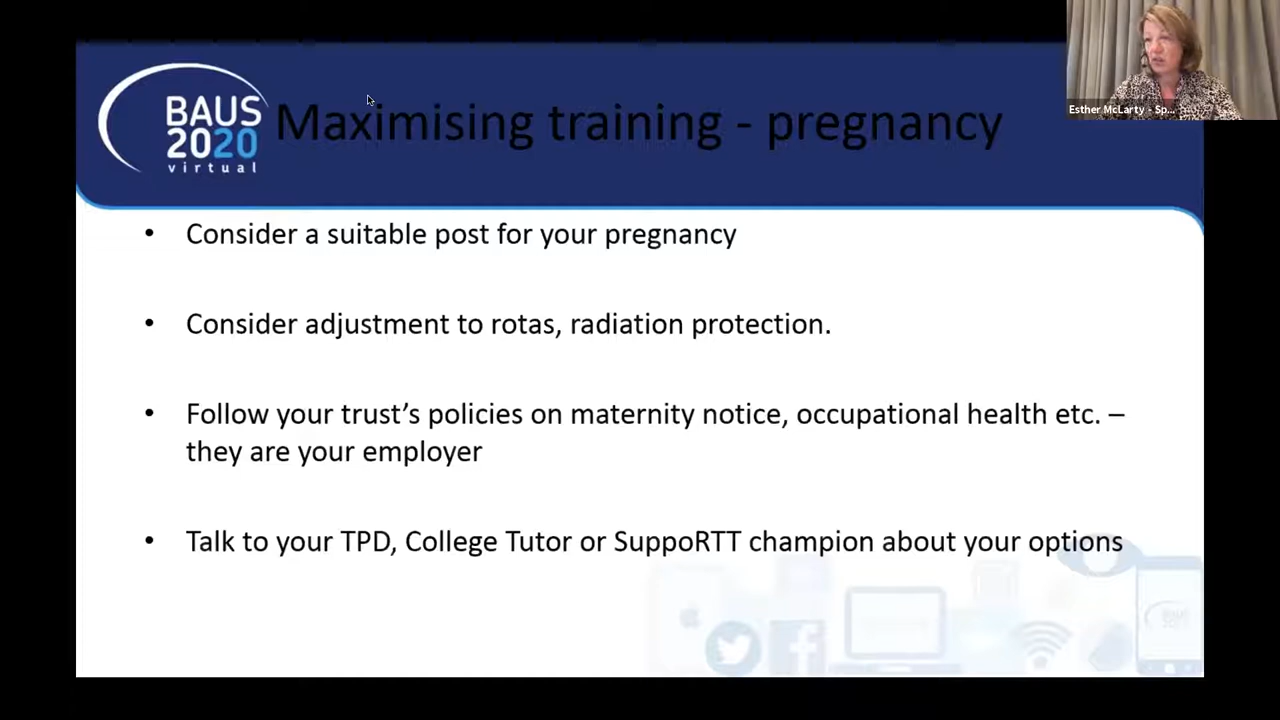 BAUS
2020
virtual
Maximising training - pregnancy
Esther McLarty - Sp...
• Consider a suitable post for your pregnancy
• Consider adjustment to rotas, radiation protection.
• Follow your trust’s policies on maternity notice, occupational health etc. –
they are your employer
• Talk to your TPD, College Tutor or SuppoRTT champion about your options